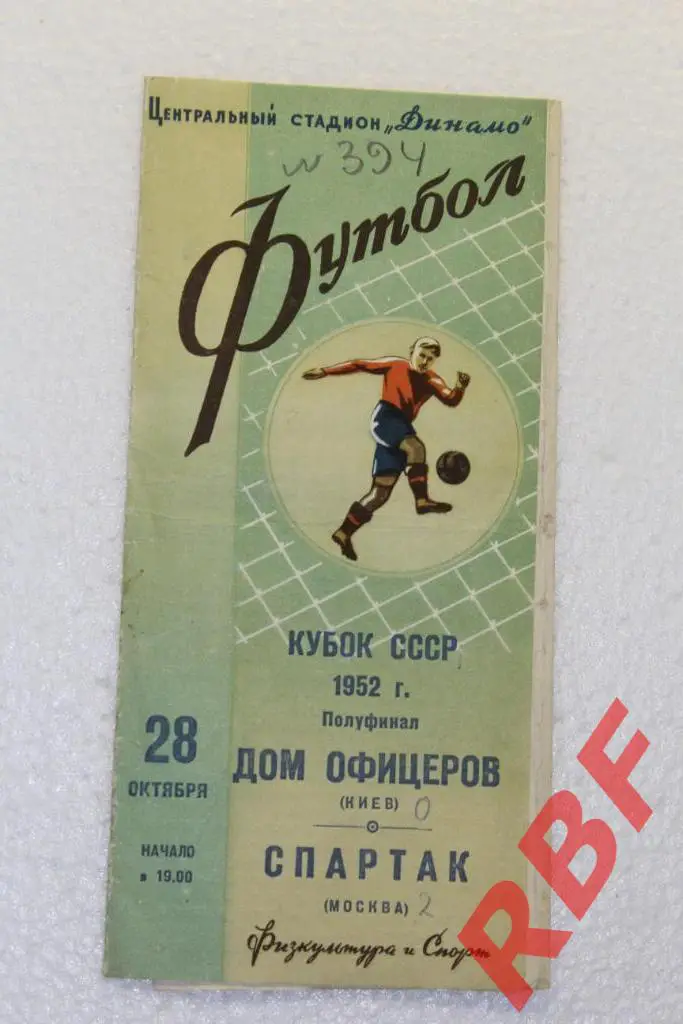 Центральный стадион „Динамо"
№ 394
Футбол
КУБОК СССР
1952 г.
Полуфинал
28
ОКТЯБРЯ
НАЧАЛО
в 19.00
ДОМ ОФИЦЕРОВ
(КИЕВ) 0
СПАРТАК
(МОСКВА) 2
Физкультура и Спорт
RBF